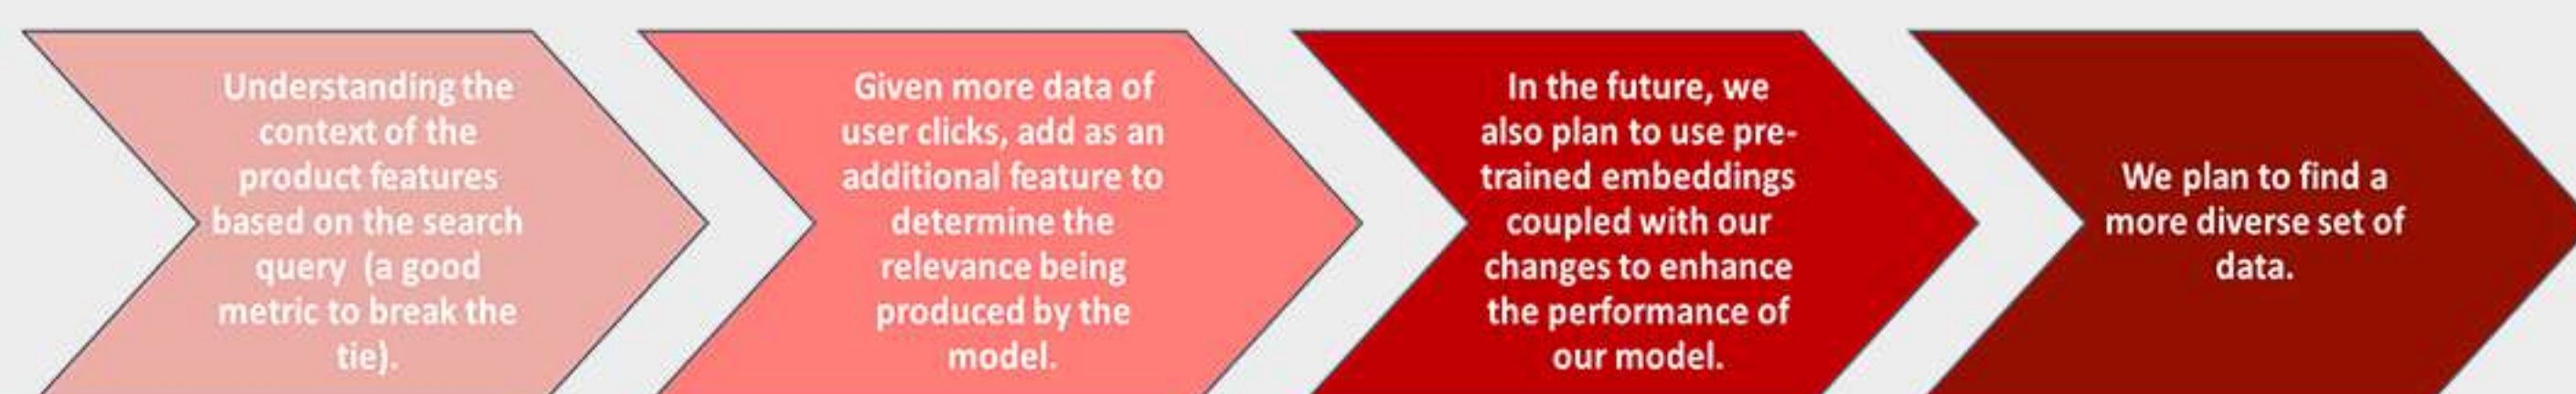 Understanding the
context of the
product features
based on the search
query (a good
metric to break the
tie).
Given more data of
user clicks, add as an
additional feature to
determine the
relevance being
produced by the
model.
In the future, we
also plan to use pre-
trained embeddings
coupled with our
changes to enhance
the performance of
our model.
We plan to find a
more diverse set of
data.